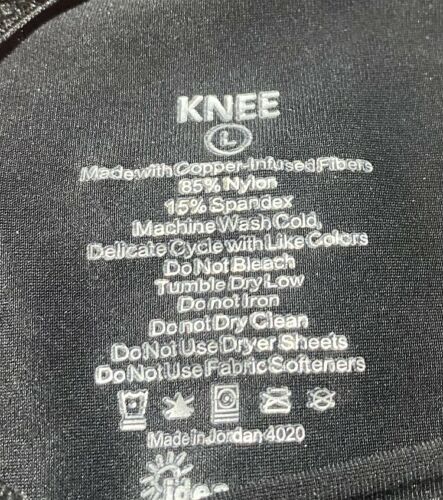 KNEE
L
Made with Copper-Infused Fibers
85% Nylon
15% Spandex
Machine Wash Cold
Delicate Cycle with Like Colors
Do Not Bleach
Tumble Dry Low
Do not Iron
Do not Dry Clean
Do Not Use Dryer Sheets
Do Not Use Fabric Softeners
Made in Jordan 4020